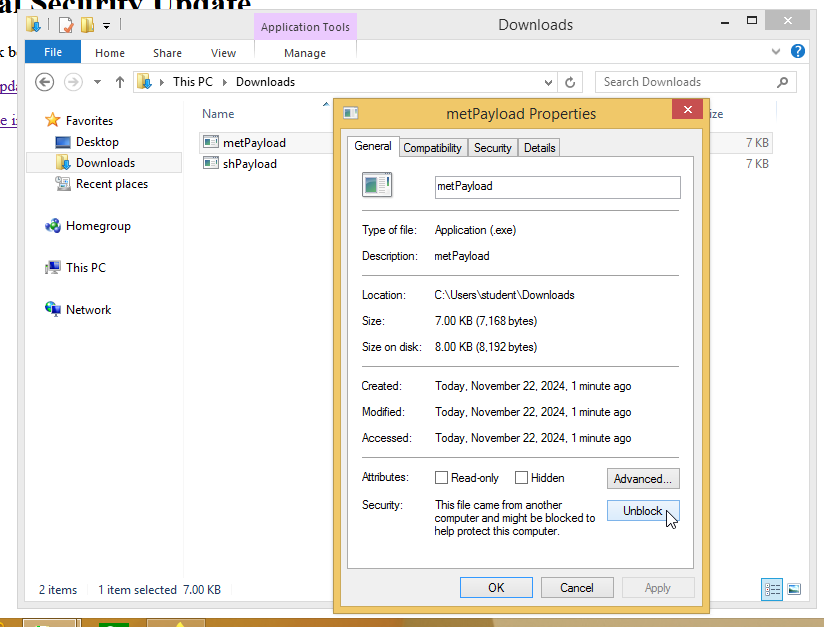 al Security Update
Application Tools
Downloads
File
Home
Share
View
Manage
This PC
Downloads
Search Downloads
Favorites
Desktop
Downloads
Recent places
Homegroup
This PC
Network
Name
metPayload
7 KB
shPayload
7 KB
metPayload Properties
General
Compatibility
Security
Details
metPayload
Type of file: Application (.exe)
Description: metPayload
Location: C:\Users\student\Downloads
Size: 7.00 KB (7,168 bytes)
Size on disk: 8.00 KB (8,192 bytes)
Created: Today, November 22, 2024, 1 minute ago
Modified: Today, November 22, 2024, 1 minute ago
Accessed: Today, November 22, 2024, 1 minute ago
Attributes: Read-only Hidden Advanced...
Security: This file came from another
computer and might be blocked to
help protect this computer.
Unblock
OK
Cancel
Apply
2 items
1 item selected 7.00 KB